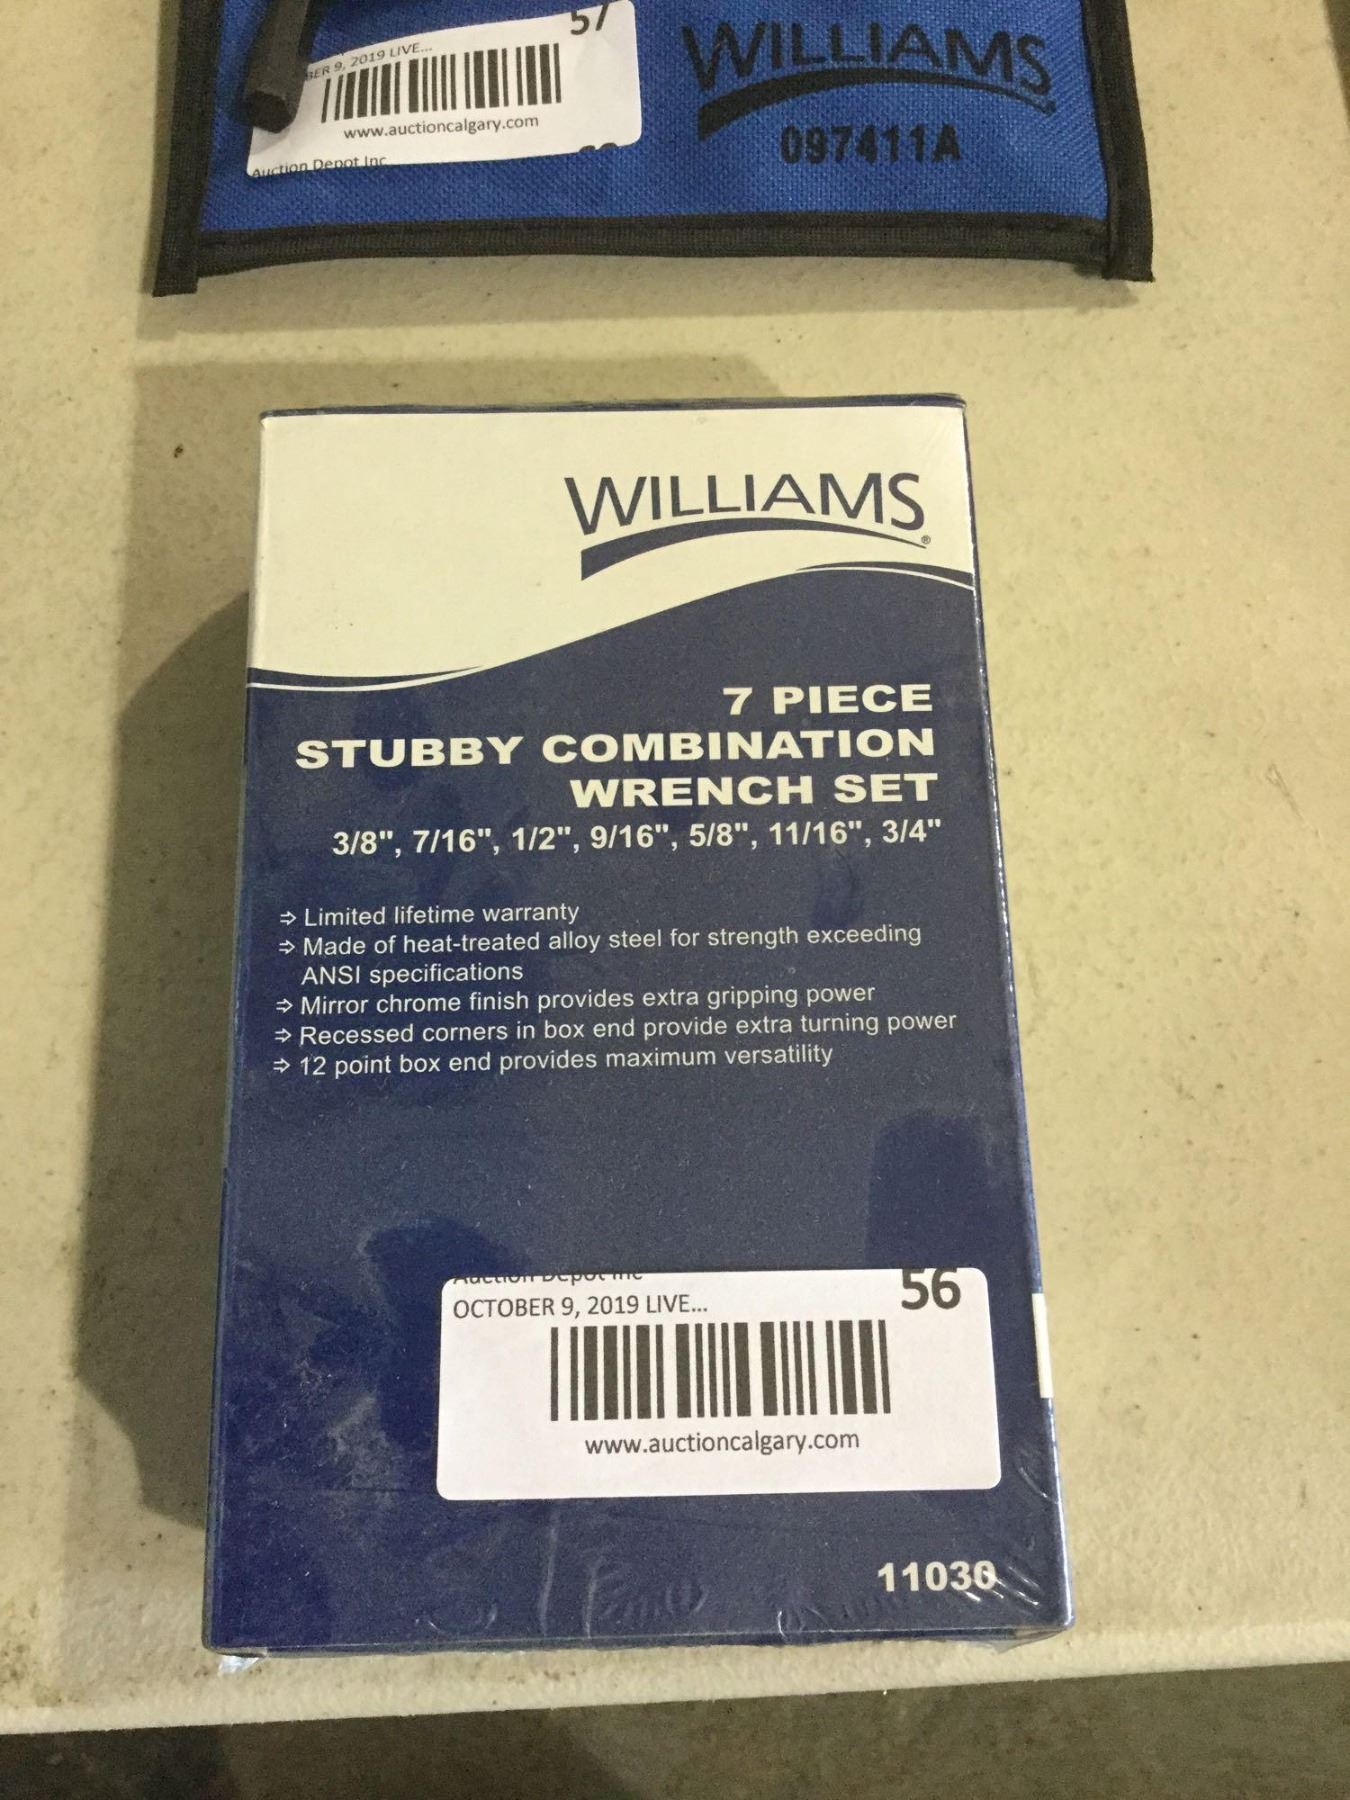 57
BER 9, 2019 LIVE...
www.auctioncalgary.com
Auction Depot Inc
WILLIAMS
097411A
WILLIAMS®
7 PIECE
STUBBY COMBINATION
WRENCH SET
3/8", 7/16", 1/2", 9/16", 5/8", 11/16", 3/4"
⇒ Limited lifetime warranty
⇒ Made of heat-treated alloy steel for strength exceeding
ANSI specifications
⇒ Mirror chrome finish provides extra gripping power
⇒ Recessed corners in box end provide extra turning power
⇒ 12 point box end provides maximum versatility
Auction Depot Inc
56
OCTOBER 9, 2019 LIVE...
www.auctioncalgary.com
11030